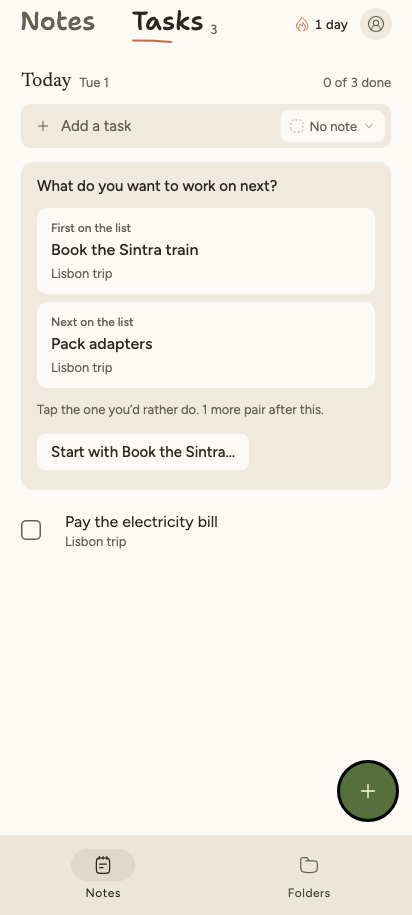 Notes Tasks 3 1 day
Today Tue 1 0 of 3 done
Add a task No note
What do you want to work on next?
First on the list
Book the Sintra train
Lisbon trip
Next on the list
Pack adapters
Lisbon trip
Tap the one you'd rather do. 1 more pair after this.
Start with Book the Sintra...
Pay the electricity bill
Lisbon trip
Notes Folders